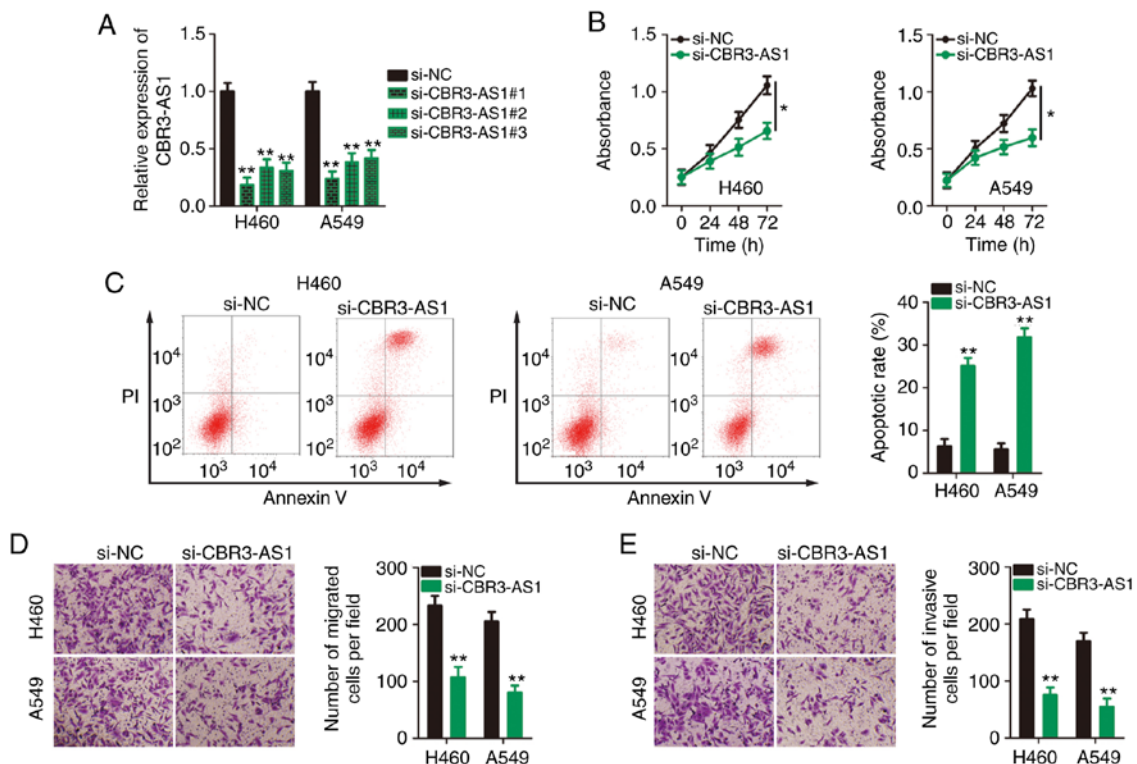 A
Relative expression of
CBR3-AS1
1.5
1.0
0.5
0.0
** ** **
** ** **
H460 A549
si-NC
si-CBR3-AS1#1
si-CBR3-AS1#2
si-CBR3-AS1#3
B
Absorbance
1.5
1.0
0.5
0.0
si-NC
si-CBR3-AS1
*
H460
0 24 48 72
Time (h)
Absorbance
1.5
1.0
0.5
0.0
si-NC
si-CBR3-AS1
*
A549
0 24 48 72
Time (h)
C
H460
si-NC si-CBR3-AS1
PI
10⁴ 10⁴
10³ 10³
10² 10²
10³ 10⁴ 10³ 10⁴
Annexin V
A549
si-NC si-CBR3-AS1
PI
10⁴ 10⁴
10³ 10³
10² 10²
10³ 10⁴ 10³ 10⁴
Annexin V
si-NC
si-CBR3-AS1
Apoptotic rate (%)
40
30
20
10
0
** **
H460 A549
D
si-NC si-CBR3-AS1
H460
A549
Number of migrated
cells per field
300
200
100
0
si-NC
si-CBR3-AS1
** **
H460 A549
E
si-NC si-CBR3-AS1
H460
A549
Number of invasive
cells per field
300
200
100
0
si-NC
si-CBR3-AS1
** **
H460 A549